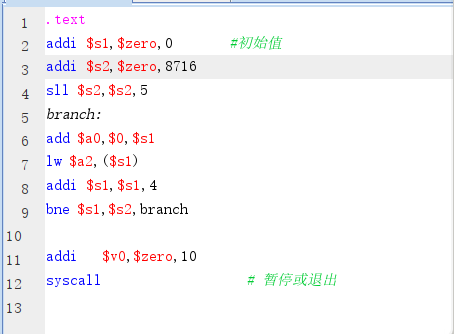 1 .text
2 addi $s1,$zero,0 #初始值
3 addi $s2,$zero,8716
4 sll $s2,$s2,5
5 branch:
6 add $a0,$0,$s1
7 lw $a2,($s1)
8 addi $s1,$s1,4
9 bne $s1,$s2,branch
10
11 addi $v0,$zero,10
12 syscall # 暂停或退出
13